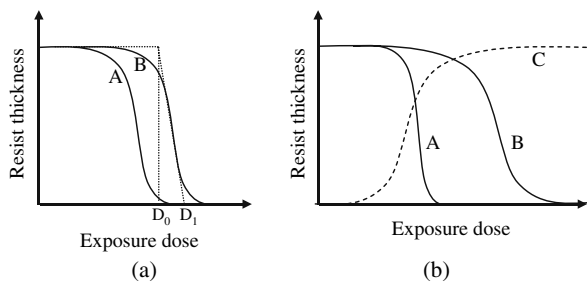 Resist thickness
A
B
D0 D1
Exposure dose
(a)
Resist thickness
C
A
B
Exposure dose
(b)